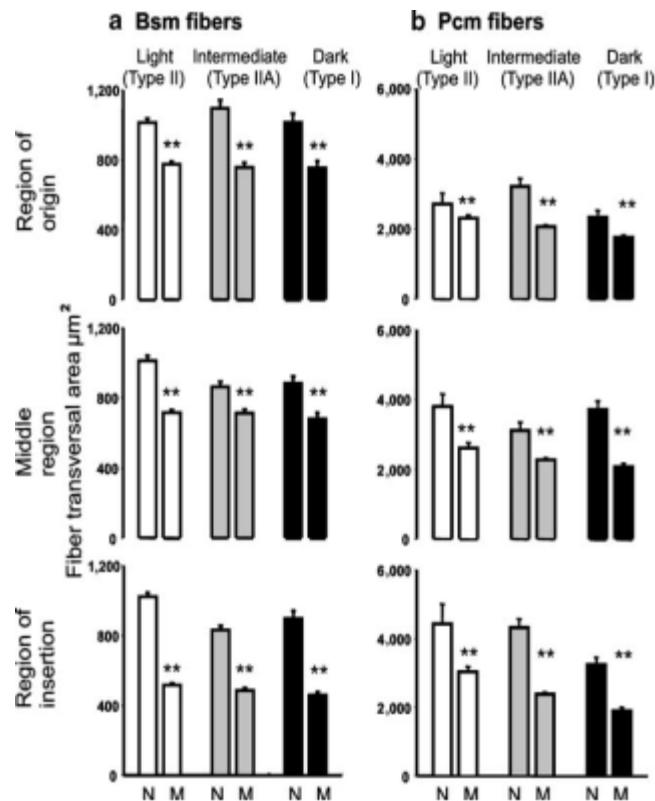 a Bsm fibers
b Pcm fibers
Light Intermediate Dark
(Type II) (Type IIA) (Type I)
Light Intermediate Dark
(Type II) (Type IIA) (Type I)
Fiber transversal area µm²
Region of
origin
1,200
800
400
0
** ** **
6,000
4,000
2,000
0
** ** **
Middle
region
1,200
800
400
0
** ** **
6,000
4,000
2,000
0
** ** **
Region of
insertion
1,200
800
400
0
** ** **
6,000
4,000
2,000
0
** ** **
N M N M N M
N M N M N M